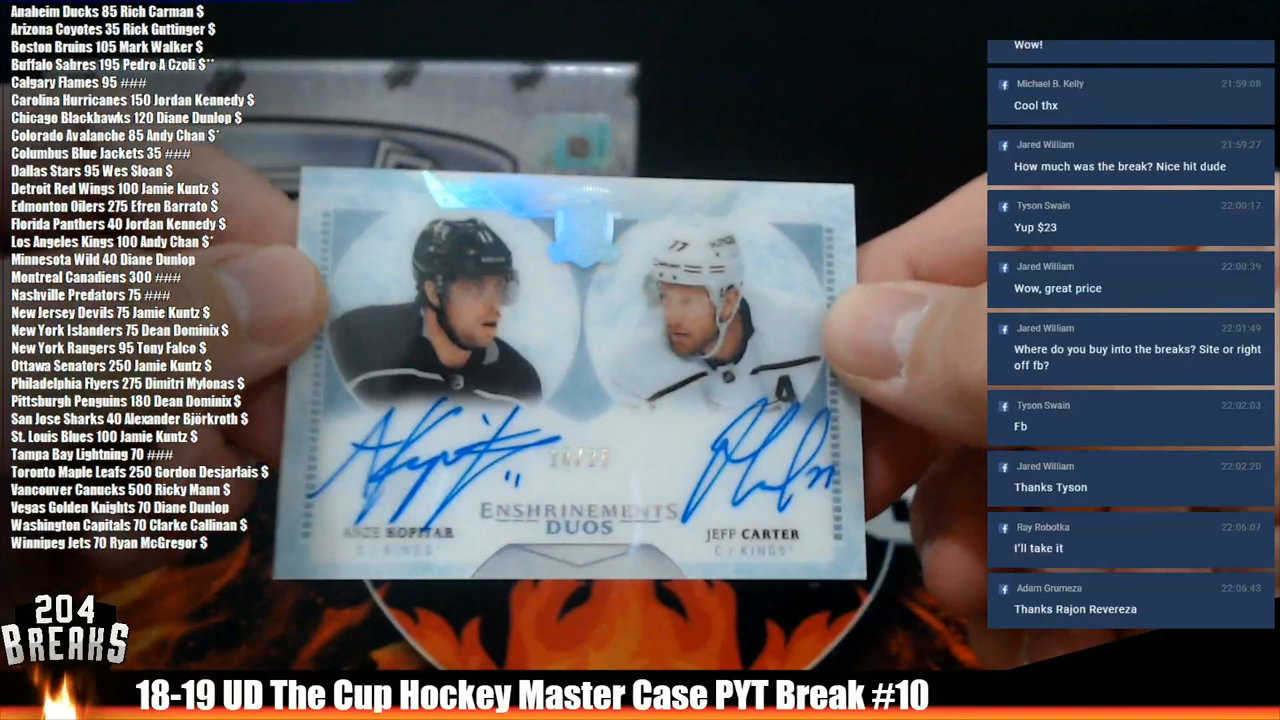 Anaheim Ducks 85 Rich Carman $
Arizona Coyotes 35 Rick Guttinger $
Boston Bruins 105 Mark Walker $
Buffalo Sabres 195 Pedro A Czoli $**
Calgary Flames 95 ###
Carolina Hurricanes 150 Jordan Kennedy $
Chicago Blackhawks 120 Diane Dunlop $
Colorado Avalanche 85 Andy Chan $*
Columbus Blue Jackets 35 ###
Dallas Stars 95 Wes Sloan $
Detroit Red Wings 100 Jamie Kuntz $
Edmonton Oilers 275 Efren Barrato $
Florida Panthers 40 Jordan Kennedy $
Los Angeles Kings 100 Andy Chan $*
Minnesota Wild 40 Diane Dunlop
Montreal Canadiens 300 ###
Nashville Predators 75 ###
New Jersey Devils 75 Jamie Kuntz $
New York Islanders 75 Dean Dominix $
New York Rangers 95 Tony Falco $
Ottawa Senators 250 Jamie Kuntz $
Philadelphia Flyers 275 Dimitri Mylonas $
Pittsburgh Penguins 180 Dean Dominix $
San Jose Sharks 40 Alexander Björkroth $
St. Louis Blues 100 Jamie Kuntz $
Tampa Bay Lightning 70 ###
Toronto Maple Leafs 250 Gordon Desjarlais $
Vancouver Canucks 500 Ricky Mann $
Vegas Golden Knights 70 Diane Dunlop
Washington Capitals 70 Clarke Callinan $
Winnipeg Jets 70 Ryan McGregor $
204
BREAKS
11
77
A
11
ENSHRINEMENTS
DUOS
ANZE KOPITAR
C / KINGS
JEFF CARTER
C / KINGS
Wow!
Michael B. Kelly 21:59:08
Cool thx
Jared William 21:59:27
How much was the break? Nice hit dude
Tyson Swain 22:00:17
Yup $23
Jared William 22:00:39
Wow, great price
Jared William 22:01:49
Where do you buy into the breaks? Site or right
off fb?
Tyson Swain 22:02:03
Fb
Jared William 22:02:20
Thanks Tyson
Ray Robotka 22:06:07
I'll take it
Adam Grumeza 22:06:43
Thanks Rajon Revereza
18-19 UD The Cup Hockey Master Case PYT Break #10